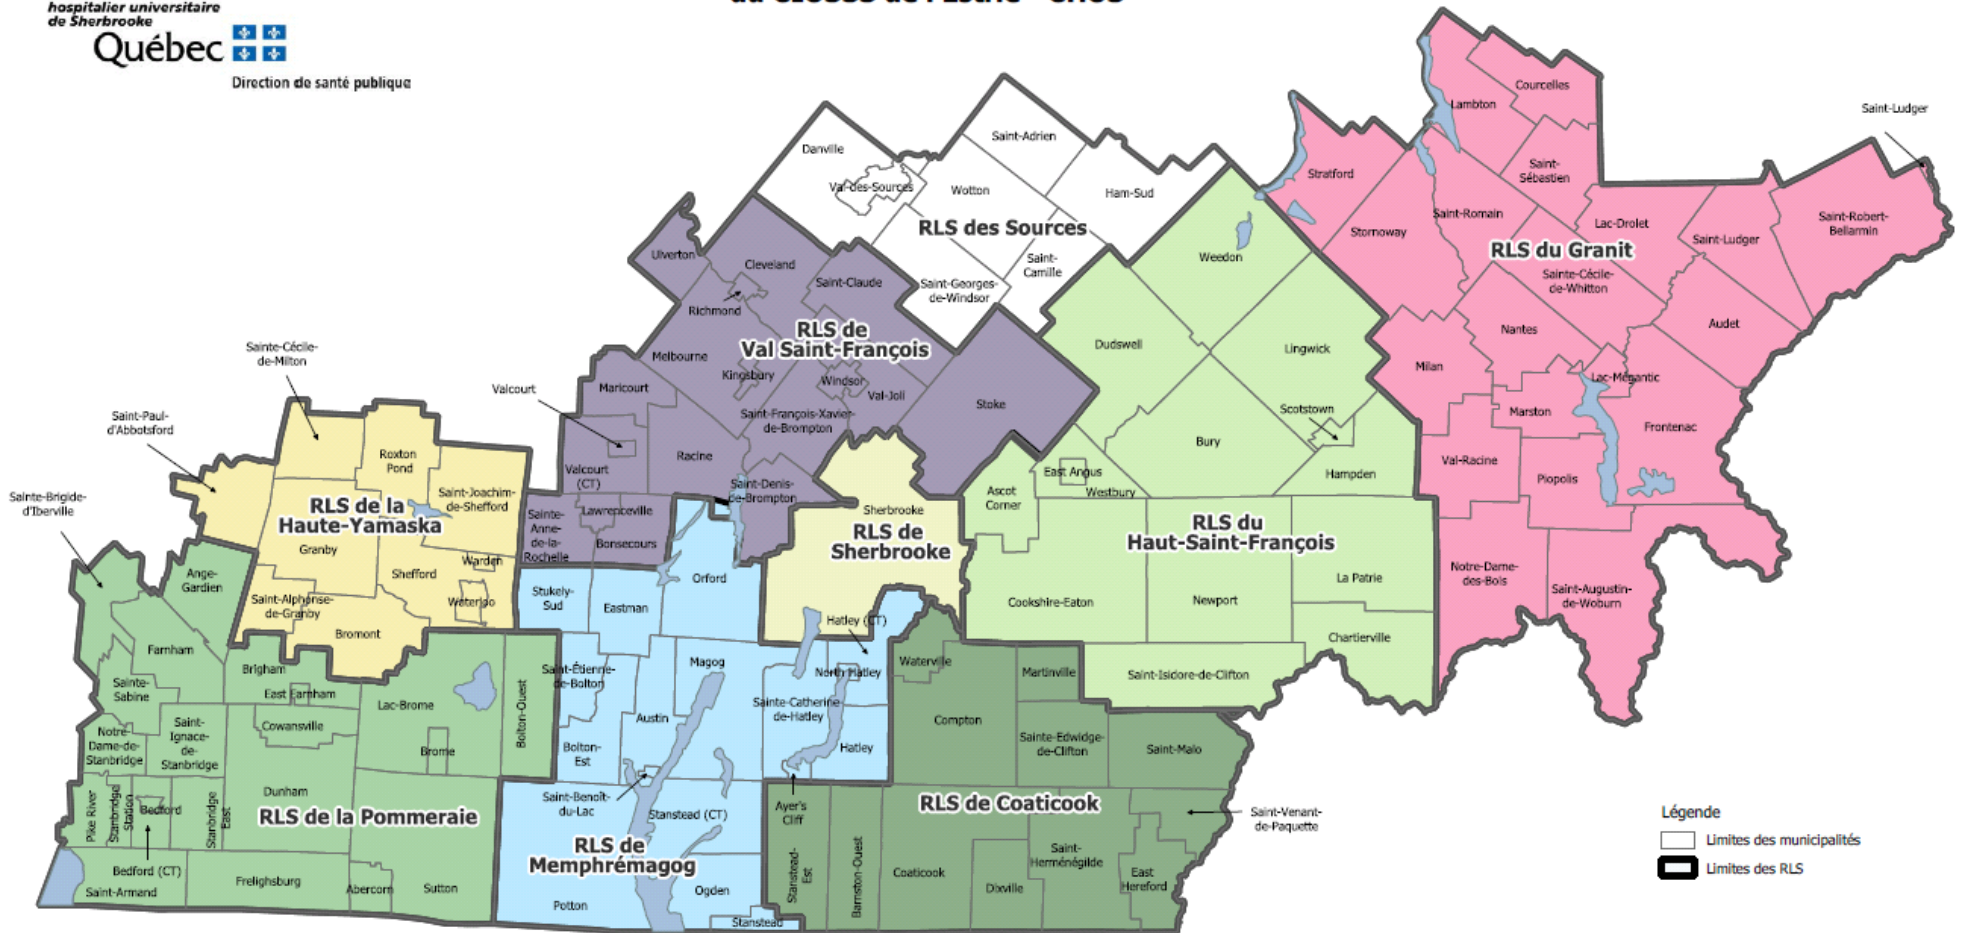 hospitalier universitaire
de Sherbrooke
Québec
Direction de santé publique
du CIUSSS de l'Estrie - CHUS
Courcelles
Lambton
Saint-Ludger
Saint-Adrien
Danville
Val-des-Sources
Wotton
Ham-Sud
RLS des Sources
Saint-
Camille
Saint-Georges-
de-Windsor
Stratford
Saint-
Sébastien
Saint-Romain
Stornoway
Lac-Drolet
Saint-Ludger
Saint-Robert-
Bellarmin
RLS du Granit
Sainte-Cécile-
de-Whitton
Audet
Nantes
Milan
Lac-Mégantic
Marston
Frontenac
Val-Racine
Piopolis
Notre-Dame-
des-Bois
Saint-Augustin-
de-Woburn
Ulverton
Cleveland
Saint-Claude
Richmond
RLS de
Val Saint-François
Melbourne
Kingsbury
Windsor
Val-Joli
Maricourt
Saint-François-Xavier-
de-Brompton
Stoke
Valcourt
Racine
Valcourt
(CT)
Saint-Denis-
de-Brompton
Sainte-
Anne-
de-la-
Rochelle
Lawrenceville
Bonsecours
Weedon
Dudswell
Lingwick
Scotstown
Bury
Hampden
East Angus
Westbury
Ascot
Corner
RLS du
Haut-Saint-François
La Patrie
Cookshire-Eaton
Newport
Chartierville
Saint-Isidore-de-Clifton
Sainte-Cécile-
de-Milton
Saint-Paul-
d'Abbotsford
Roxton
Pond
Saint-Joachim-
de-Shefford
RLS de la
Haute-Yamaska
Granby
Warden
Shefford
Waterloo
Saint-Alphonse-
de-Granby
Bromont
Sherbrooke
RLS de
Sherbrooke
Sainte-Brigide-
d'Iberville
Ange-
Gardien
Farnham
Brigham
East Farnham
Sainte-
Sabine
Lac-Brome
Bolton-Ouest
Cowansville
Notre-
Dame-de-
Stanbridge
Saint-
Ignace-
de-
Stanbridge
Brome
Pike River
Stanbridge
Station
Bedford
Stanbridge
East
Dunham
RLS de la Pommeraie
Bedford (CT)
Saint-Armand
Frelighsburg
Abercorn
Sutton
Orford
Stukely-
Sud
Eastman
Hatley (CT)
Saint-Étienne-
de-Bolton
Magog
North Hatley
Sainte-Catherine-
de-Hatley
Austin
Bolton-
Est
Hatley
Saint-Benoît-
du-Lac
Stanstead (CT)
Ayer's
Cliff
RLS de
Memphrémagog
Ogden
Potton
Stanstead
Waterville
Martinville
Compton
Sainte-Edwidge-
de-Clifton
Saint-Malo
RLS de Coaticook
Saint-Venant-
de-Paquette
Stanstead-
Est
Barnston-Ouest
Coaticook
Dixville
Saint-
Herménégilde
East
Hereford
Légende
Limites des municipalités
Limites des RLS